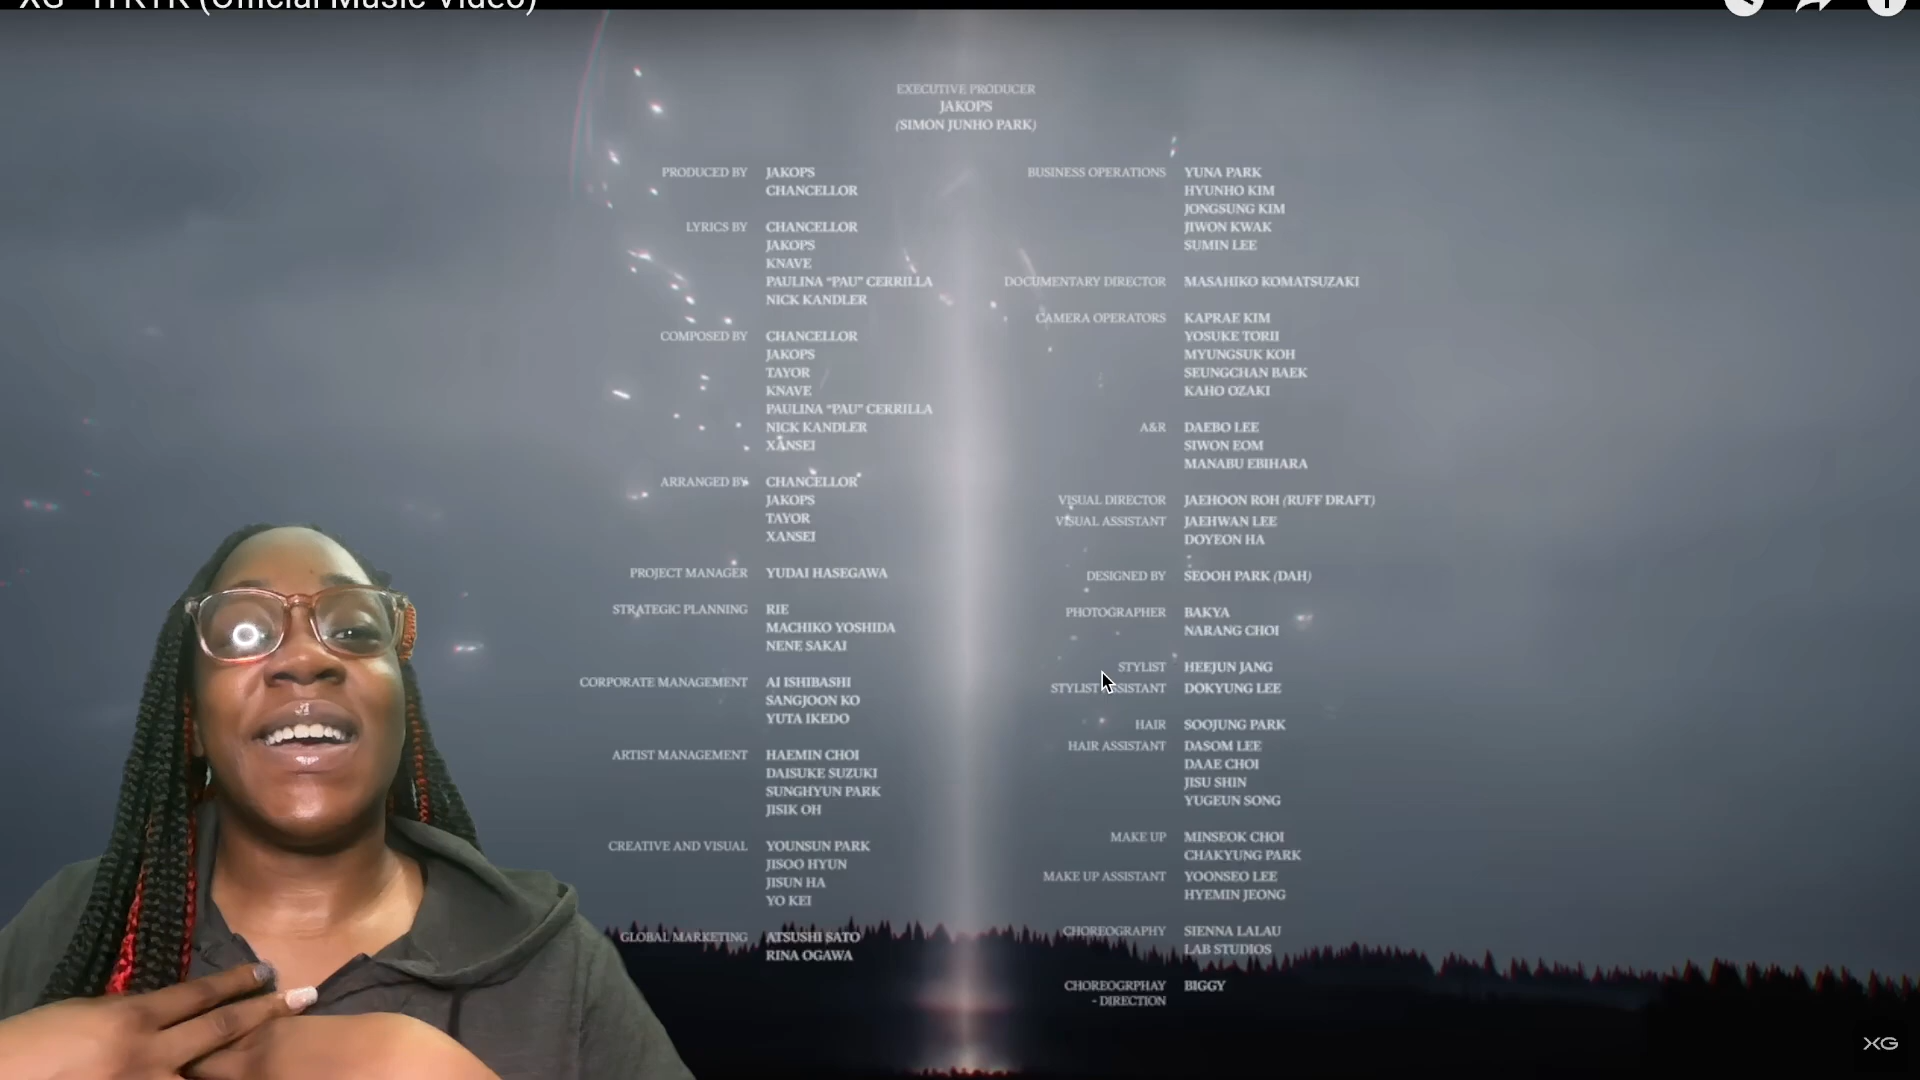 XG - (Official Music Video)
EXECUTIVE PRODUCER
JAKOPS
(SIMON JUNHO PARK)
PRODUCED BY JAKOPS
CHANCELLOR
LYRICS BY CHANCELLOR
JAKOPS
KNAVE
PAULINA “PAU” CERRILLA
NICK KANDLER
COMPOSED BY CHANCELLOR
JAKOPS
TAYOR
KNAVE
PAULINA “PAU” CERRILLA
NICK KANDLER
XANSEI
ARRANGED BY CHANCELLOR
JAKOPS
TAYOR
XANSEI
PROJECT MANAGER YUDAI HASEGAWA
STRATEGIC PLANNING RIE
MACHIKO YOSHIDA
NENE SAKAI
CORPORATE MANAGEMENT AI ISHIBASHI
SANGJOON KO
YUTA IKEDO
ARTIST MANAGEMENT HAEMIN CHOI
DAISUKE SUZUKI
SUNGHYUN PARK
JISIK OH
CREATIVE AND VISUAL YOUNSUN PARK
JISOO HYUN
JISUN HA
YO KEI
GLOBAL MARKETING ATSUSHI SATO
RINA OGAWA
BUSINESS OPERATIONS YUNA PARK
HYUNHO KIM
JONGSUNG KIM
JIWON KWAK
SUMIN LEE
DOCUMENTARY DIRECTOR MASAHIKO KOMATSUZAKI
CAMERA OPERATORS KAPRAE KIM
YOSUKE TORII
MYUNGSUK KOH
SEUNGCHAN BAEK
KAHO OZAKI
A&R DAEBO LEE
SIWON EOM
MANABU EBIHARA
VISUAL DIRECTOR JAEHOON ROH (RUFF DRAFT)
VISUAL ASSISTANT JAEHWAN LEE
DOYEON HA
DESIGNED BY SEOOH PARK (DAH)
PHOTOGRAPHER BAKYA
NARANG CHOI
STYLIST HEEJUN JANG
STYLIST ASSISTANT DOKYUNG LEE
HAIR SOOJUNG PARK
HAIR ASSISTANT DASOM LEE
DAAE CHOI
JISU SHIN
YUGEUN SONG
MAKE UP MINSEOK CHOI
CHAKYUNG PARK
MAKE UP ASSISTANT YOONSEO LEE
HYEMIN JEONG
CHOREOGRAPHY SIENNA LALAU
LAB STUDIOS
CHOREOGRPHAY BIGGY
- DIRECTION
XG